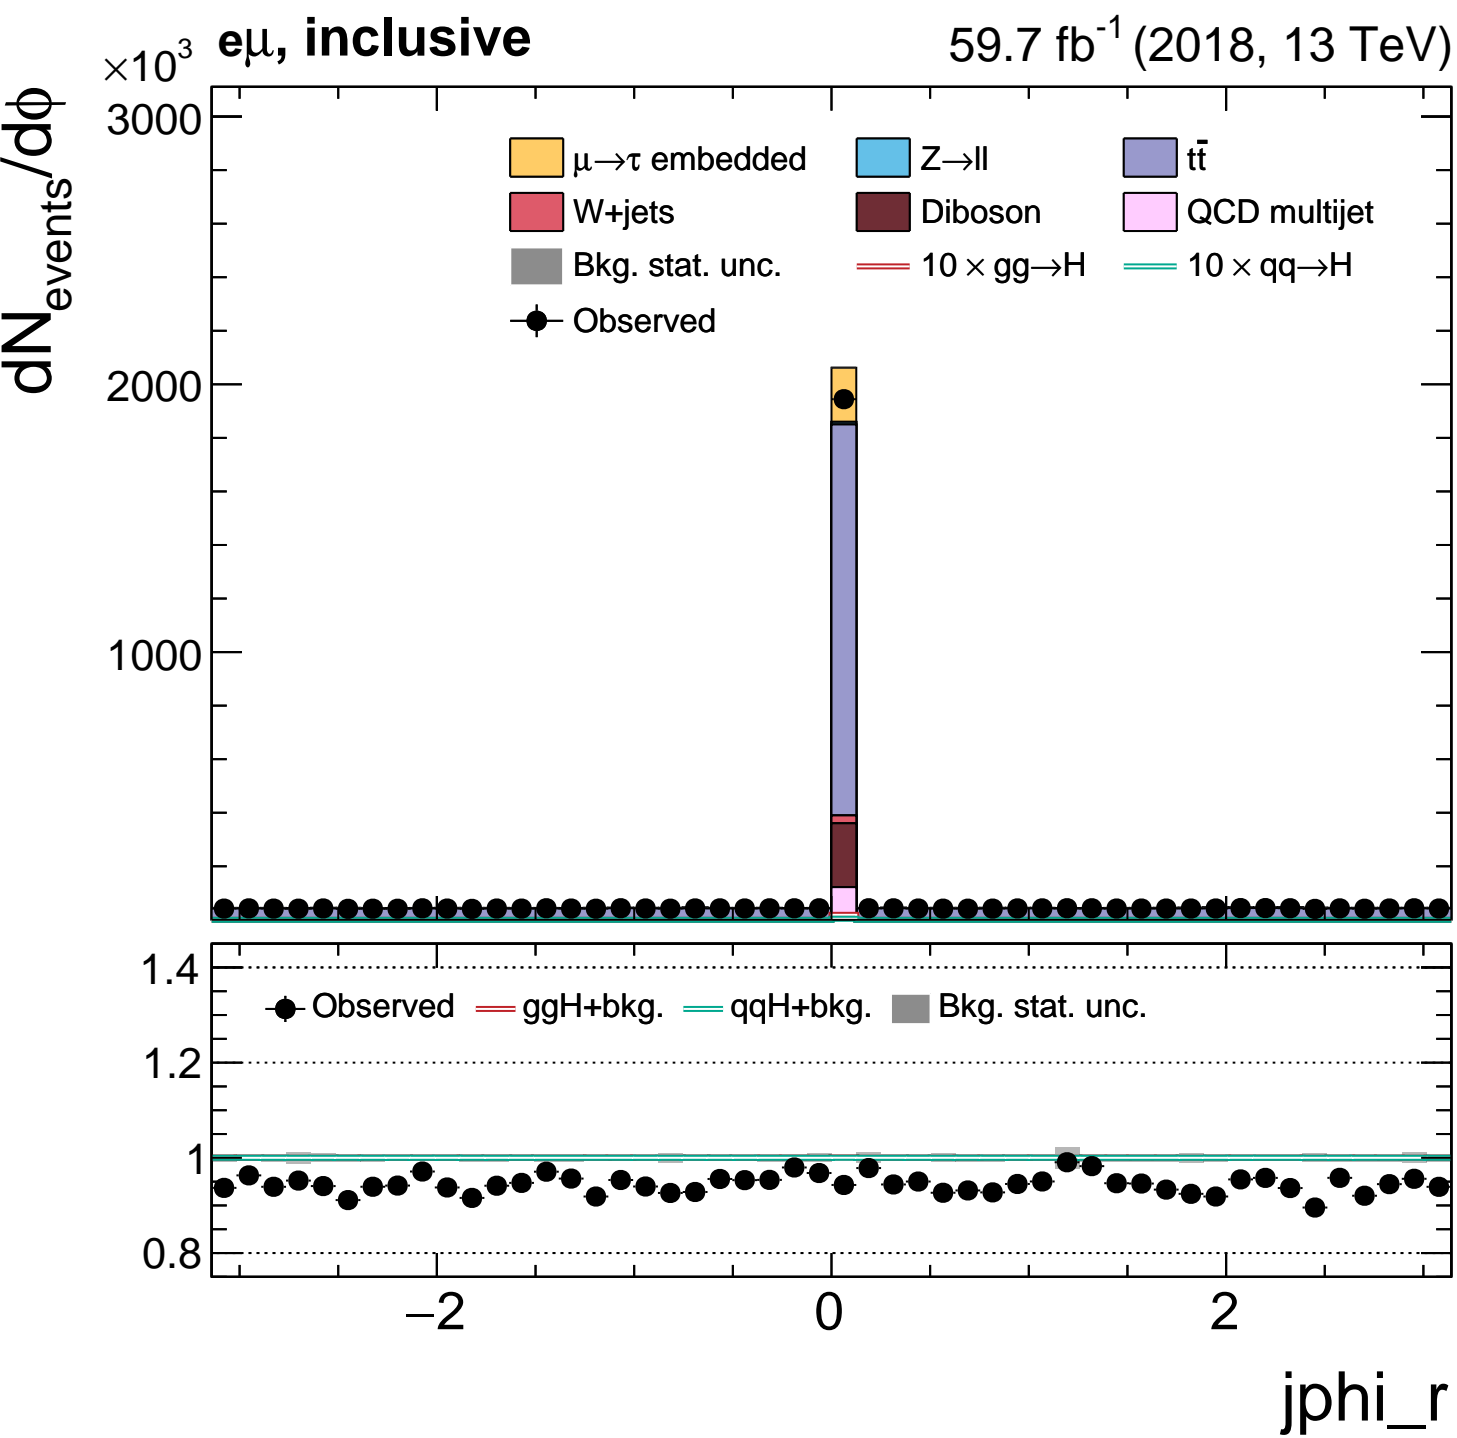 ×10³ eμ, inclusive 59.7 fb⁻¹ (2018, 13 TeV)
dN_events/dϕ
3000
2000
1000
μ→τ embedded Z→ll tt̄
W+jets Diboson QCD multijet
Bkg. stat. unc. 10 × gg→H 10 × qq→H
Observed
1.4
1.2
1
0.8
Observed ggH+bkg. qqH+bkg. Bkg. stat. unc.
−2 0 2
jphi_r